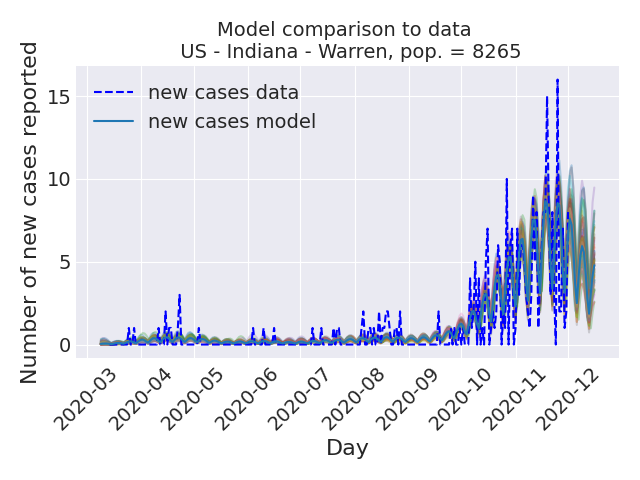 Model comparison to data
US - Indiana - Warren, pop. = 8265
Number of new cases reported
15
10
5
0
new cases data
new cases model
2020-03
2020-04
2020-05
2020-06
2020-07
2020-08
2020-09
2020-10
2020-11
2020-12
Day